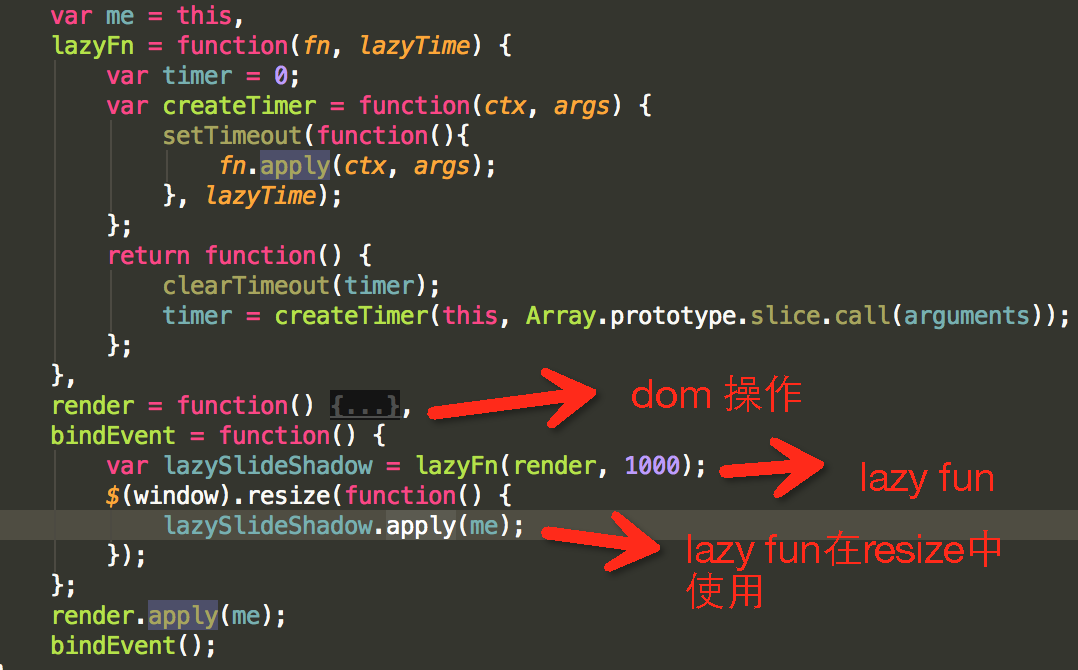 var me = this,
lazyFn = function(fn, lazyTime) {
    var timer = 0;
    var createTimer = function(ctx, args) {
        setTimeout(function(){
            fn.apply(ctx, args);
        }, lazyTime);
    };
    return function() {
        clearTimeout(timer);
        timer = createTimer(this, Array.prototype.slice.call(arguments));
    };
},
render = function() {...}, dom 操作
bindEvent = function() {
    var lazySlideShadow = lazyFn(render, 1000); lazy fun
    $(window).resize(function() {
        lazySlideShadow.apply(me); lazy fun在resize中
    });
使用
};
render.apply(me);
bindEvent();